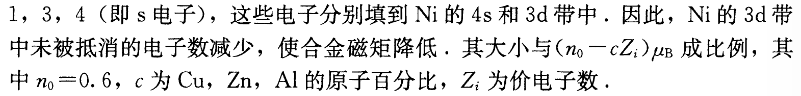 1，3，4（即 s 电子），这些电子分别填到 Ni 的 4s 和 3d 带中．因此，Ni 的 3d 带
中未被抵消的电子数减少，使合金磁矩降低．其大小与(n₀－cZᵢ)μ_B 成比例，其
中 n₀＝0.6，c 为 Cu，Zn，Al 的原子百分比，Zᵢ 为价电子数．